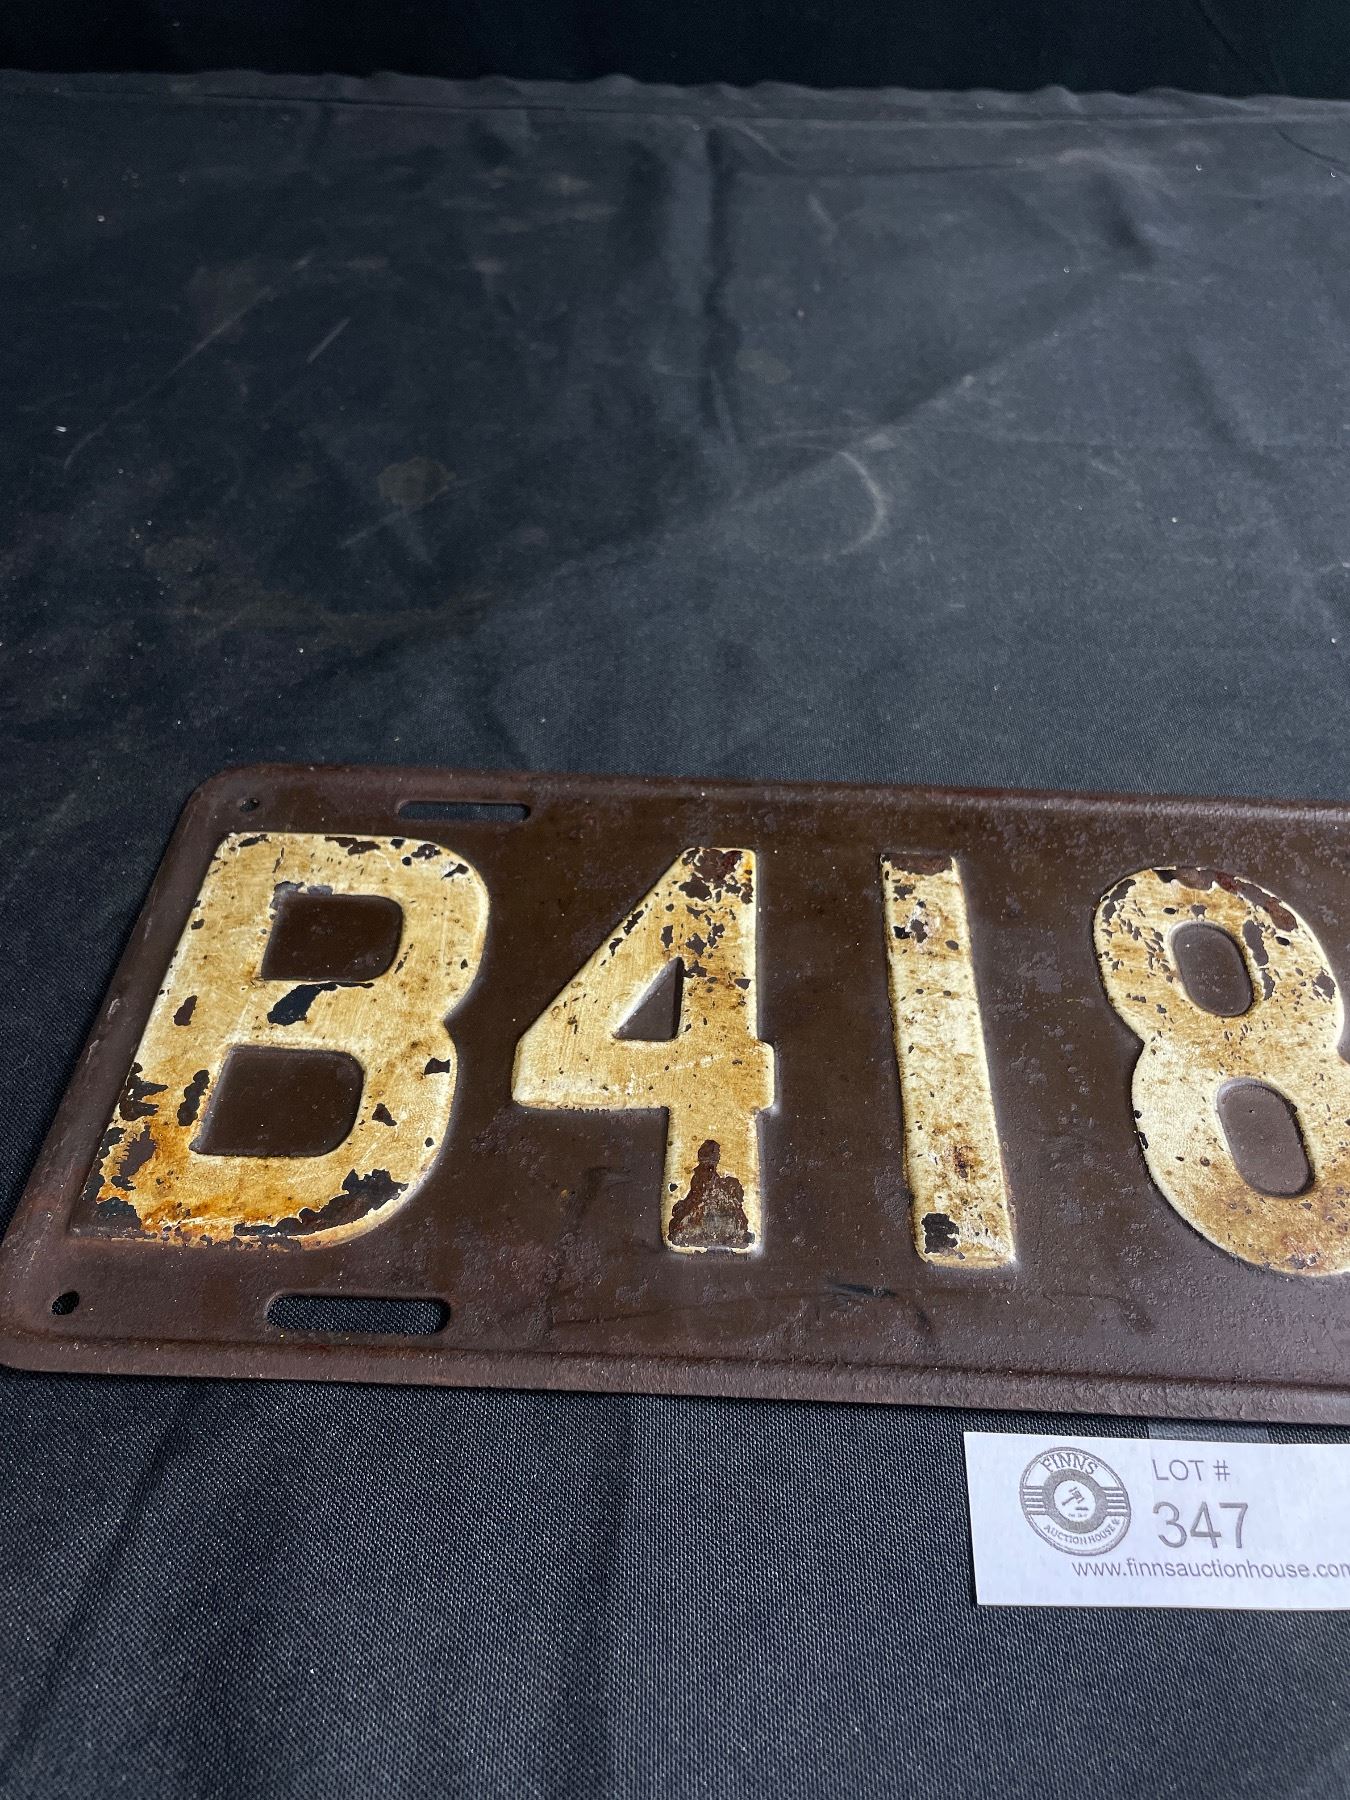 B418
FINNS
AUCTION HOUSE
LOT #
347
www.finnsauctionhouse.com